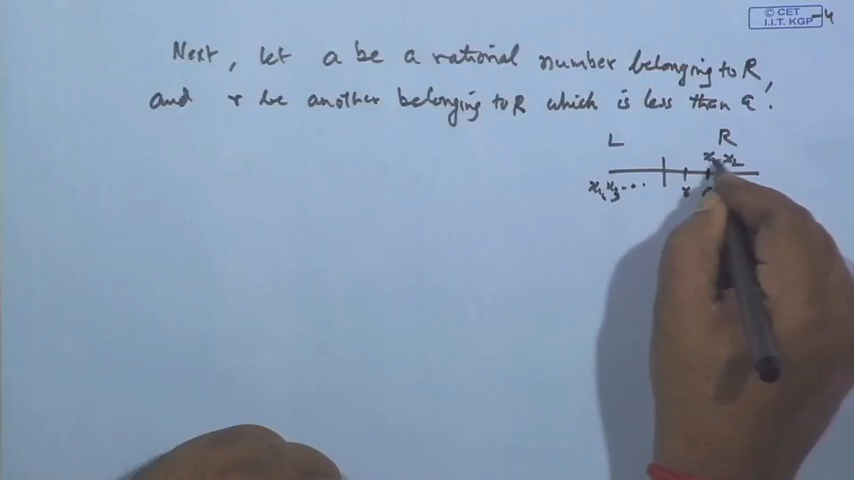 © CET
I.I.T. KGP
Next, let a be a rational number belonging to R,
and r be another belonging to R which is less than a.
L R